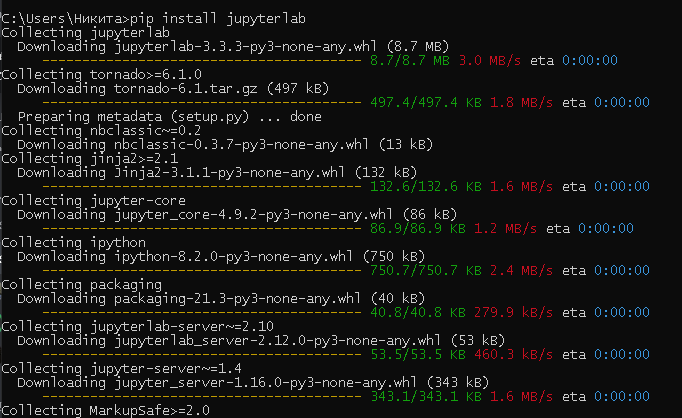 C:\Users\Никита>pip install jupyterlab
Collecting jupyterlab
Downloading jupyterlab-3.3.3-py3-none-any.whl (8.7 MB)
---------------------------------------- 8.7/8.7 MB 3.0 MB/s eta 0:00:00
Collecting tornado>=6.1.0
Downloading tornado-6.1.tar.gz (497 kB)
---------------------------------------- 497.4/497.4 KB 1.8 MB/s eta 0:00:00
Preparing metadata (setup.py) ... done
Collecting nbclassic~=0.2
Downloading nbclassic-0.3.7-py3-none-any.whl (13 kB)
Collecting jinja2>=2.1
Downloading Jinja2-3.1.1-py3-none-any.whl (132 kB)
---------------------------------------- 132.6/132.6 KB 1.6 MB/s eta 0:00:00
Collecting jupyter-core
Downloading jupyter_core-4.9.2-py3-none-any.whl (86 kB)
---------------------------------------- 86.9/86.9 KB 1.2 MB/s eta 0:00:00
Collecting ipython
Downloading ipython-8.2.0-py3-none-any.whl (750 kB)
---------------------------------------- 750.7/750.7 KB 2.4 MB/s eta 0:00:00
Collecting packaging
Downloading packaging-21.3-py3-none-any.whl (40 kB)
---------------------------------------- 40.8/40.8 KB 279.9 kB/s eta 0:00:00
Collecting jupyterlab-server~=2.10
Downloading jupyterlab_server-2.12.0-py3-none-any.whl (53 kB)
---------------------------------------- 53.5/53.5 KB 460.3 kB/s eta 0:00:00
Collecting jupyter-server~=1.4
Downloading jupyter_server-1.16.0-py3-none-any.whl (343 kB)
---------------------------------------- 343.1/343.1 KB 1.6 MB/s eta 0:00:00
Collecting MarkupSafe>=2.0